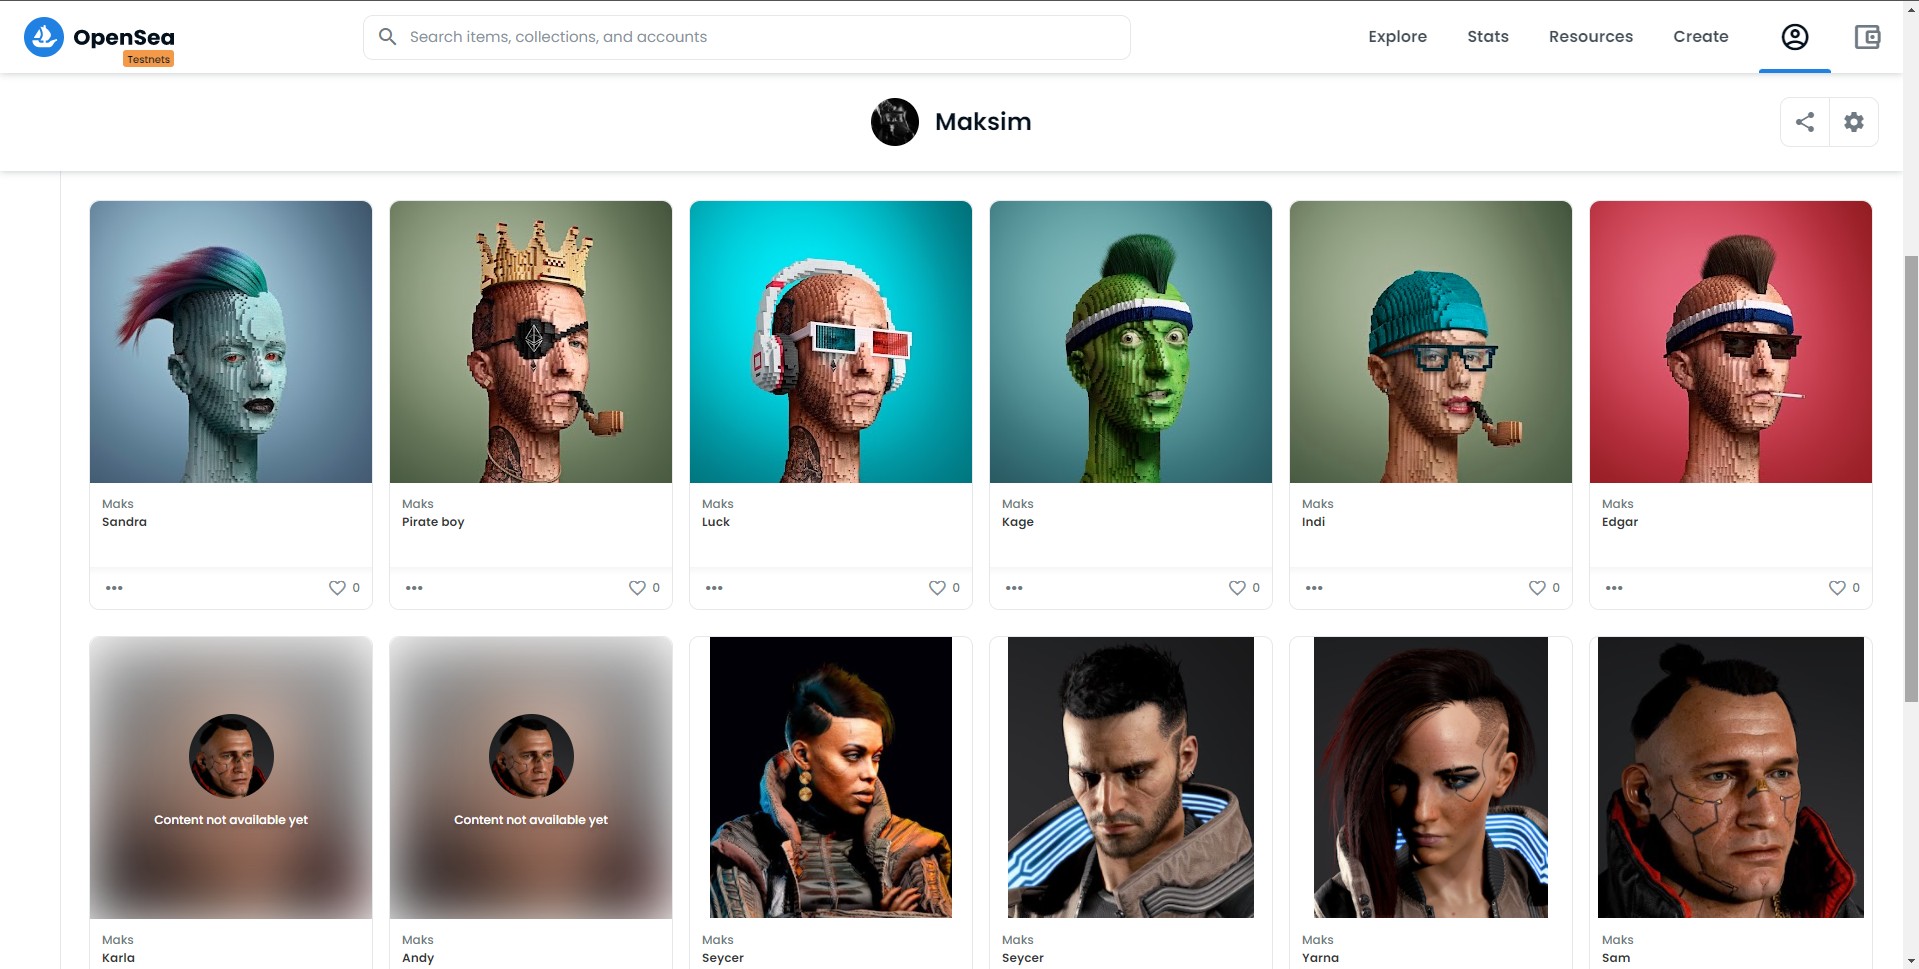 OpenSea
Testnets
Search items, collections, and accounts
Explore
Stats
Resources
Create
Maksim
Maks
Sandra
0
Maks
Pirate boy
0
Maks
Luck
0
Maks
Kage
0
Maks
Indi
0
Maks
Edgar
0
Content not available yet
Maks
Karla
Content not available yet
Maks
Andy
Maks
Seycer
Maks
Seycer
Maks
Yarna
Maks
Sam